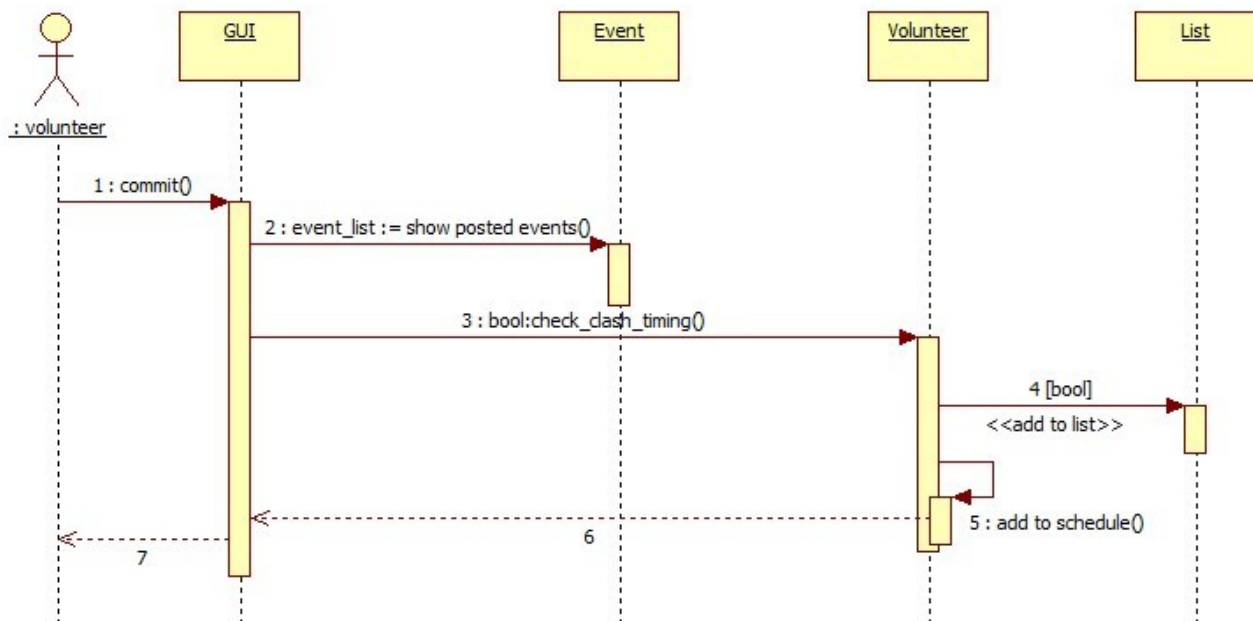 GUI
Event
Volunteer
List
: volunteer
1 : commit()
2 : event_list := show posted events()
3 : bool:check_clash_timing()
4 [bool]
<<add to list>>
5 : add to schedule()
6
7